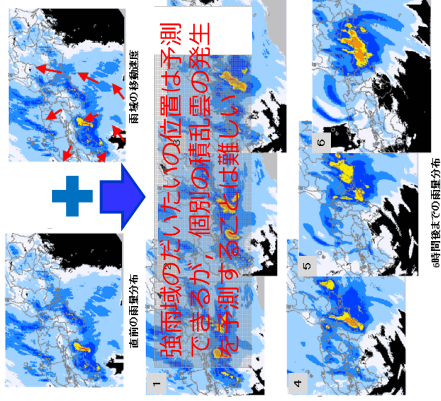 直前の雨量分布
雨域の移動速度
強雨域のだいたいの位置は予測
できるが，個別の積乱雲の発生
を予測することは難しい
1
3
4
5
6
6時間後までの雨量分布